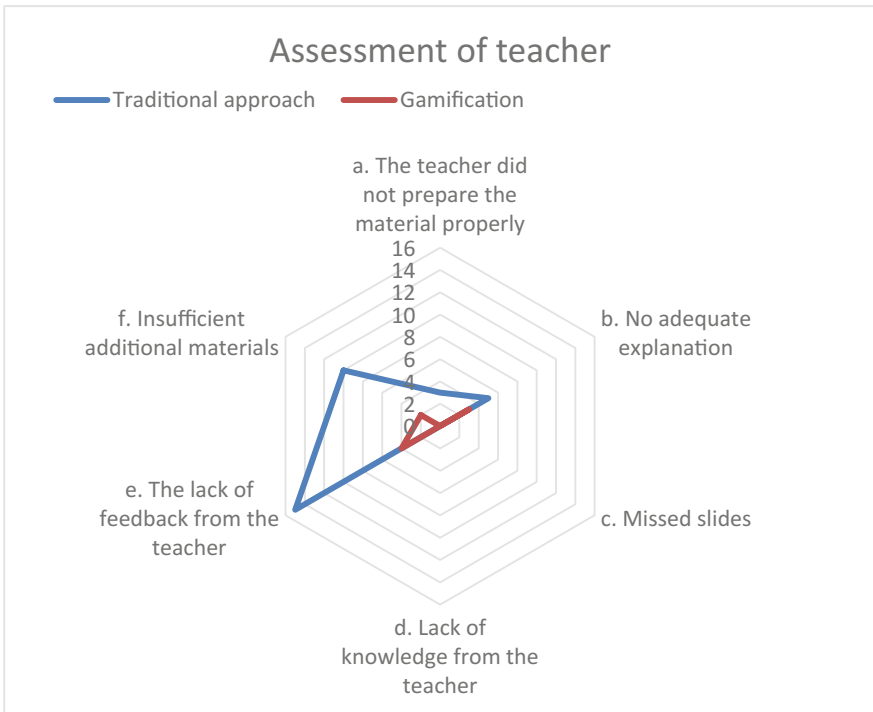 Assessment of teacher
Traditional approach
Gamification
a. The teacher did
not prepare the
material properly
16
14
12
10
8
6
4
2
0
b. No adequate
explanation
c. Missed slides
d. Lack of
knowledge from the
teacher
e. The lack of
feedback from the
teacher
f. Insufficient
additional materials